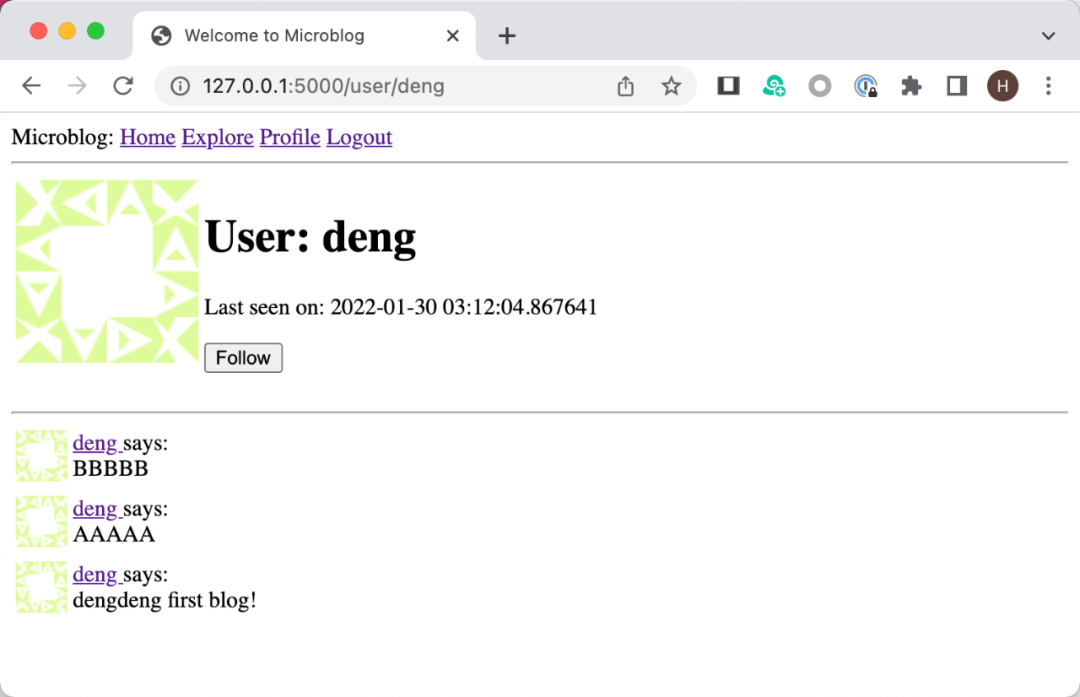 Welcome to Microblog
127.0.0.1:5000/user/deng
H
Microblog: Home Explore Profile Logout
User: deng
Last seen on: 2022-01-30 03:12:04.867641
Follow
deng says:
BBBBB
deng says:
AAAAA
deng says:
dengdeng first blog!